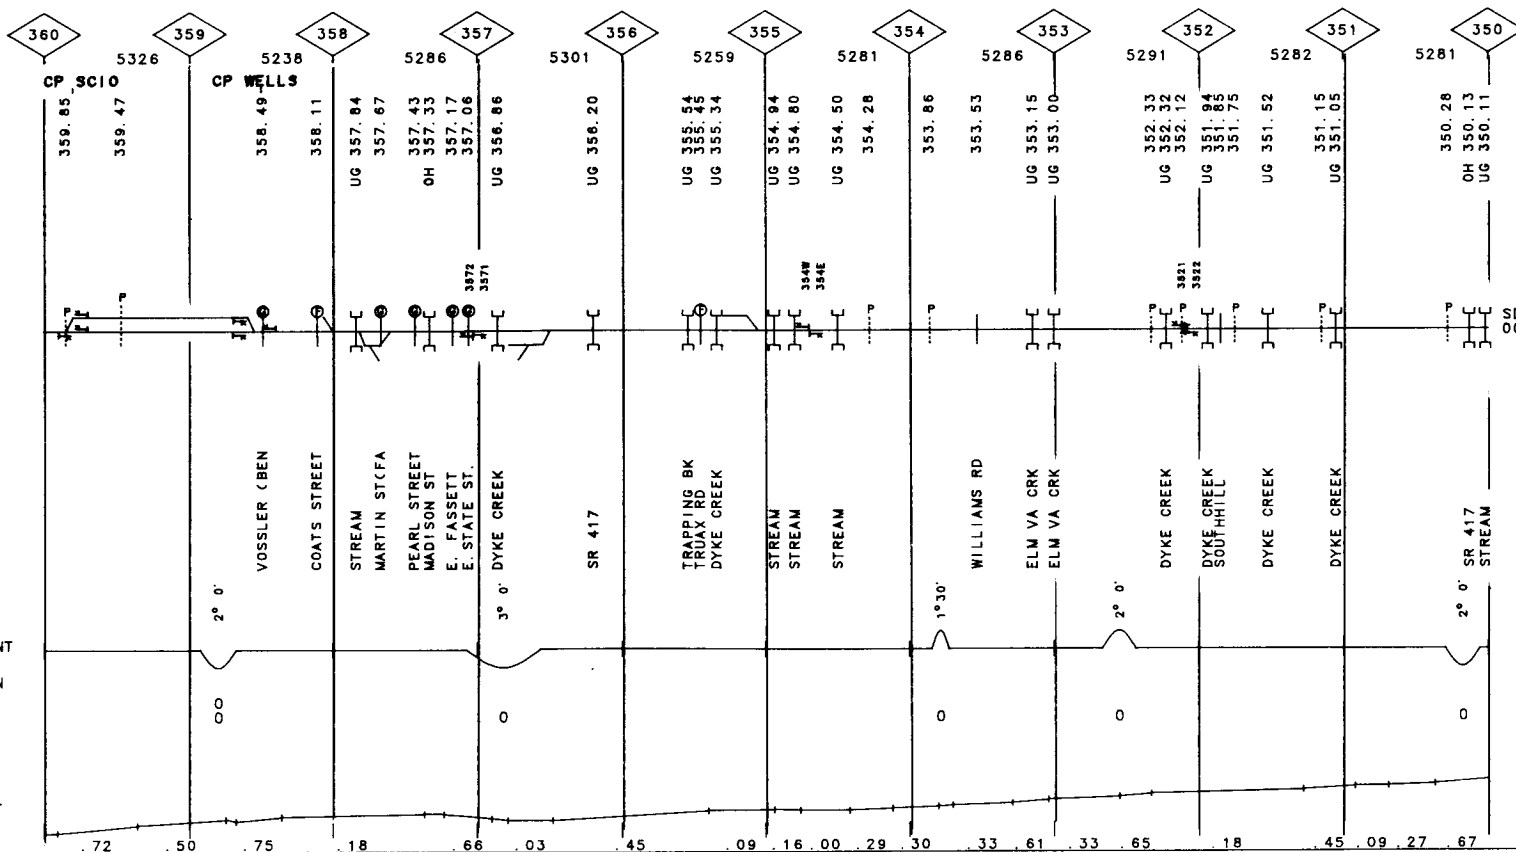 360 359 358 357 356 355 354 353 352 351 350
5326 5238 5286 5301 5259 5281 5286 5291 5282 5281
CP SCIO CP WELLS
359.85
359.47
358.49
358.11
UG 357.84
357.67
357.43
OH 357.33
357.17
357.06
UG 356.86
UG 356.20
UG 355.54
355.45
UG 355.34
UG 354.94
UG 354.80
UG 354.50
354.28
353.86
353.53
UG 353.15
UG 353.00
352.33
UG 352.32
352.12
UG 351.94
351.85
351.75
UG 351.52
351.15
UG 351.05
350.28
OH 350.13
UG 350.11
3572
3571
354W
354E
3521
3522
P P G F G G G G F P P P P P P P
VOSSLER (BEN
COATS STREET
STREAM
MARTIN ST(FA
PEARL STREET
MADISON ST
E. FASSETT
E. STATE ST.
DYKE CREEK
SR 417
TRAPPING BK
TRUAX RD
DYKE CREEK
STREAM
STREAM
STREAM
WILLIAMS RD
ELM VA CRK
ELM VA CRK
DYKE CREEK
DYKE CREEK
SOUTHHILL
DYKE CREEK
DYKE CREEK
SR 417
STREAM
2° 0' 3° 0' 1°30' 2° 0' 2° 0'
NT
N
00 0 0 0 0
.72 .50 .75 .18 .66 .03 .45 .09 .16 .00 .29 .30 .33 .61 .33 .65 .18 .45 .09 .27 .67